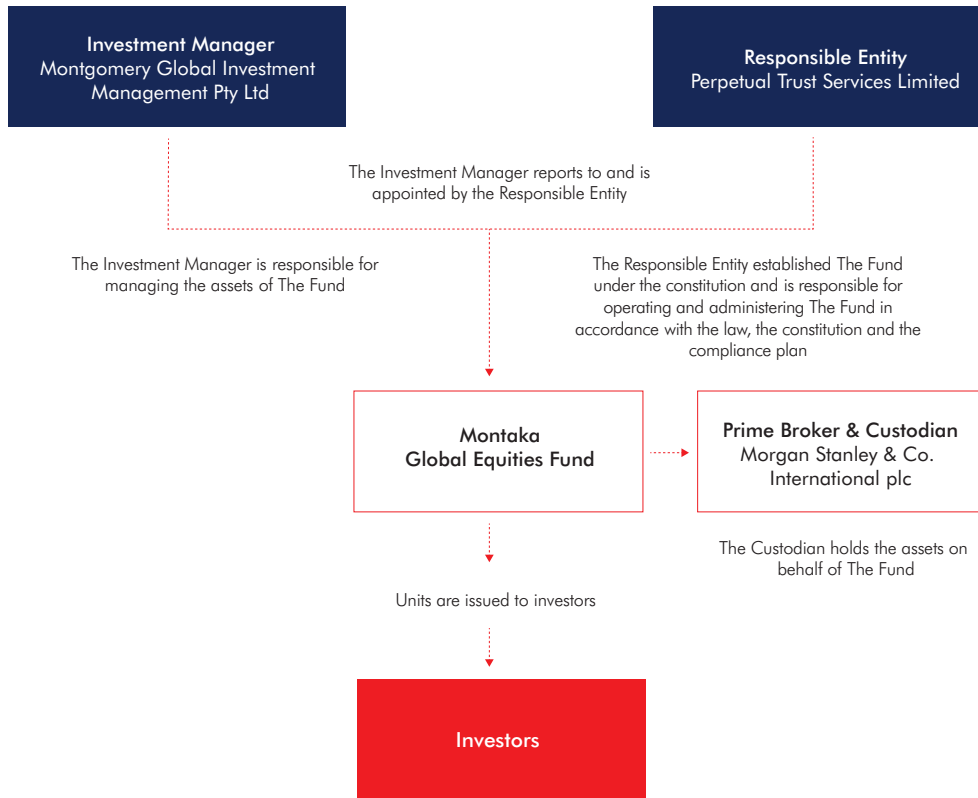 Investment Manager
Montgomery Global Investment
Management Pty Ltd
Responsible Entity
Perpetual Trust Services Limited
The Investment Manager reports to and is
appointed by the Responsible Entity
The Investment Manager is responsible for
managing the assets of The Fund
The Responsible Entity established The Fund
under the constitution and is responsible for
operating and administering The Fund in
accordance with the law, the constitution and the
compliance plan
Montaka
Global Equities Fund
Prime Broker & Custodian
Morgan Stanley & Co.
International plc
The Custodian holds the assets on
behalf of The Fund
Units are issued to investors
Investors